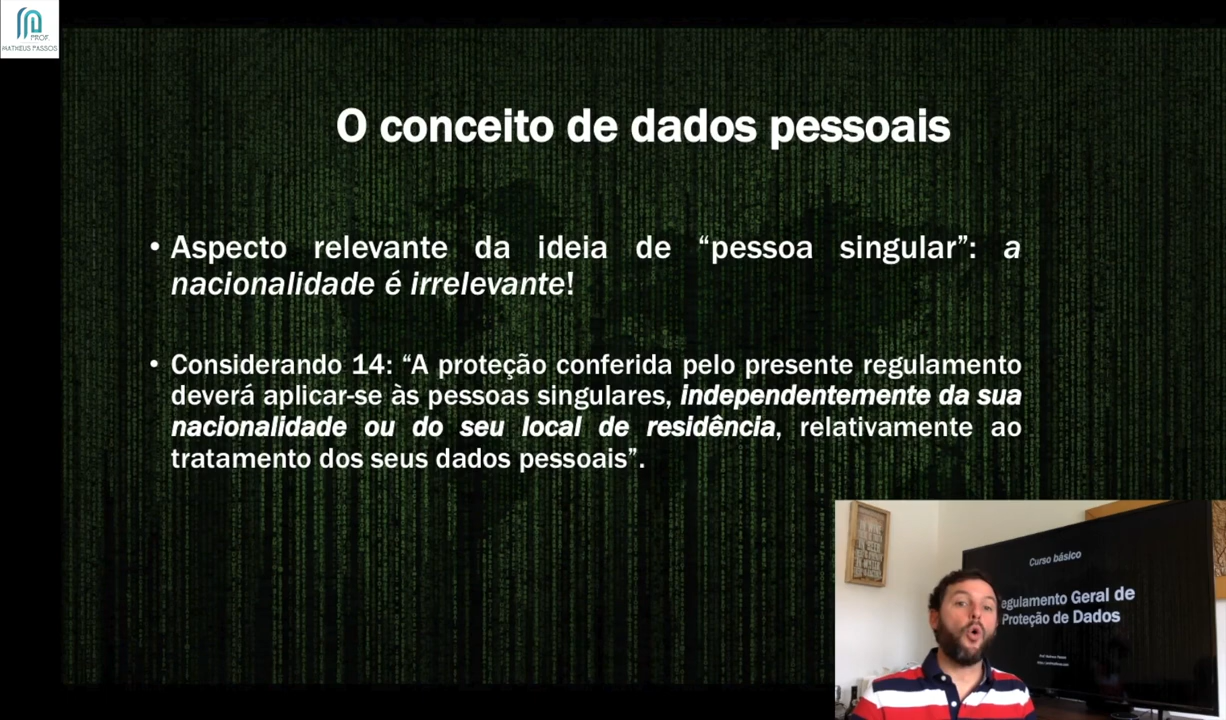 PROF.
MATHEUS PASSOS
O conceito de dados pessoais
• Aspecto relevante da ideia de “pessoa singular”: a
nacionalidade é irrelevante!
• Considerando 14: “A proteção conferida pelo presente regulamento
deverá aplicar-se às pessoas singulares, independentemente da sua
nacionalidade ou do seu local de residência, relativamente ao
tratamento dos seus dados pessoais”.
Curso básico
egulamento Geral de
Proteção de Dados